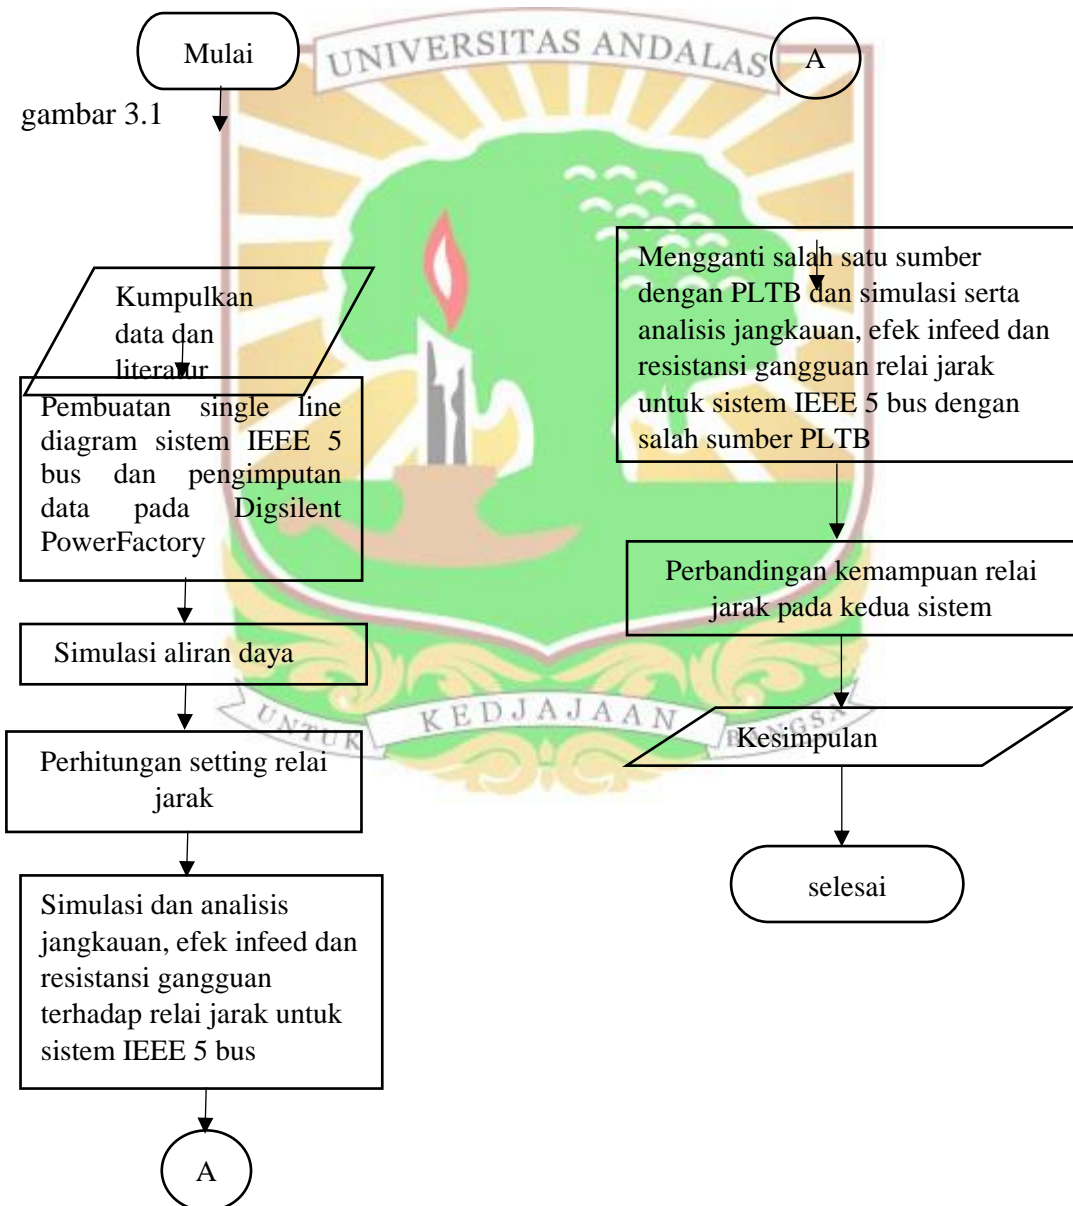 Mulai
gambar 3.1
Kumpulkan
data dan
literatur
Pembuatan single line
diagram sistem IEEE 5
bus dan pengimputan
data pada Digsilent
PowerFactory
Simulasi aliran daya
Perhitungan setting relai
jarak
Simulasi dan analisis
jangkauan, efek infeed dan
resistansi gangguan
terhadap relai jarak untuk
sistem IEEE 5 bus
A
A
Mengganti salah satu sumber
dengan PLTB dan simulasi serta
analisis jangkauan, efek infeed dan
resistansi gangguan relai jarak
untuk sistem IEEE 5 bus dengan
salah sumber PLTB
Perbandingan kemampuan relai
jarak pada kedua sistem
Kesimpulan
selesai
UNIVERSITAS ANDALAS
UNTUK KEDJAJAAN BANGSA